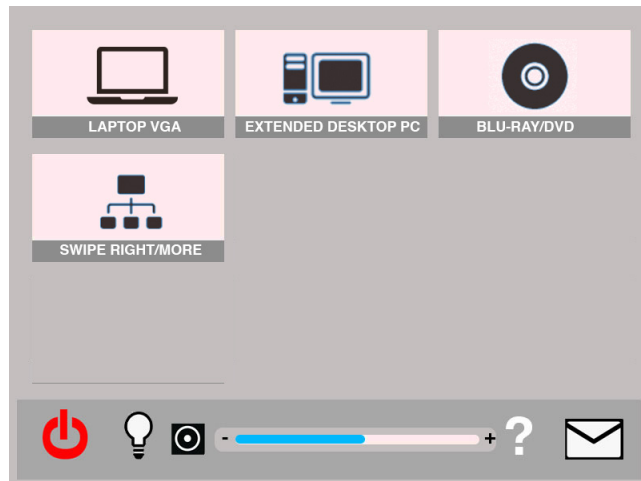 LAPTOP VGA
EXTENDED DESKTOP PC
BLU-RAY/DVD
SWIPE RIGHT/MORE
- +
?